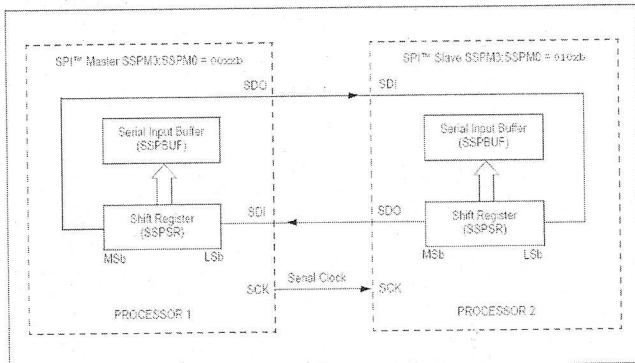 SPI™ Master SSPM3:SSPM0 = 00xxb
SDO
Serial Input Buffer
(SSPBUF)
Shift Register
(SSPSR)
MSb
LSb
SDI
SCK
PROCESSOR 1
Serial Clock
SPI™ Slave SSPM3:SSPM0 = 010xb
SDI
Serial Input Buffer
(SSPBUF)
SDO
Shift Register
(SSPSR)
MSb
LSb
SCK
PROCESSOR 2